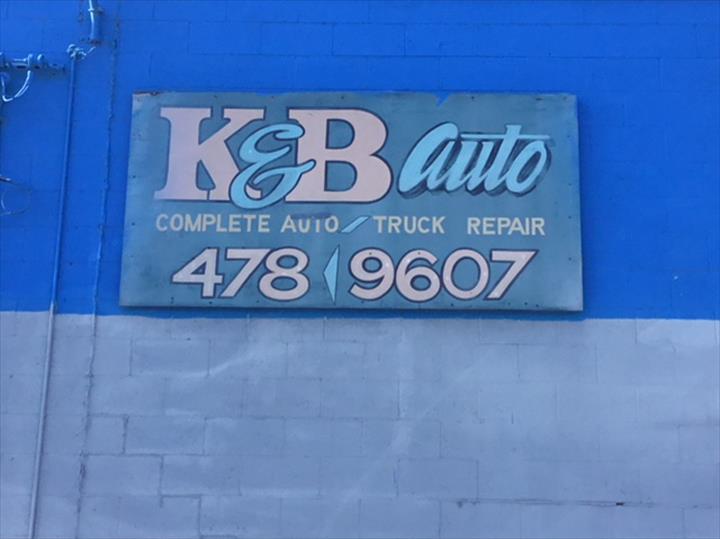 K&B auto
COMPLETE AUTO / TRUCK REPAIR
478 9607